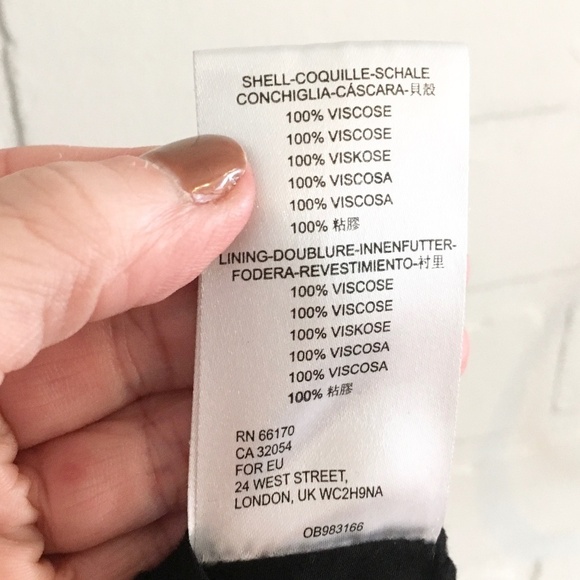 SHELL-COQUILLE-SCHALE
CONCHIGLIA-CÁSCARA-貝殼
100% VISCOSE
100% VISCOSE
100% VISKOSE
100% VISCOSA
100% VISCOSA
100% 粘膠
LINING-DOUBLURE-INNENFUTTER-
FODERA-REVESTIMIENTO-衬里
100% VISCOSE
100% VISCOSE
100% VISKOSE
100% VISCOSA
100% VISCOSA
100% 粘膠
RN 66170
CA 32054
FOR EU
24 WEST STREET,
LONDON, UK WC2H9NA
OB983166